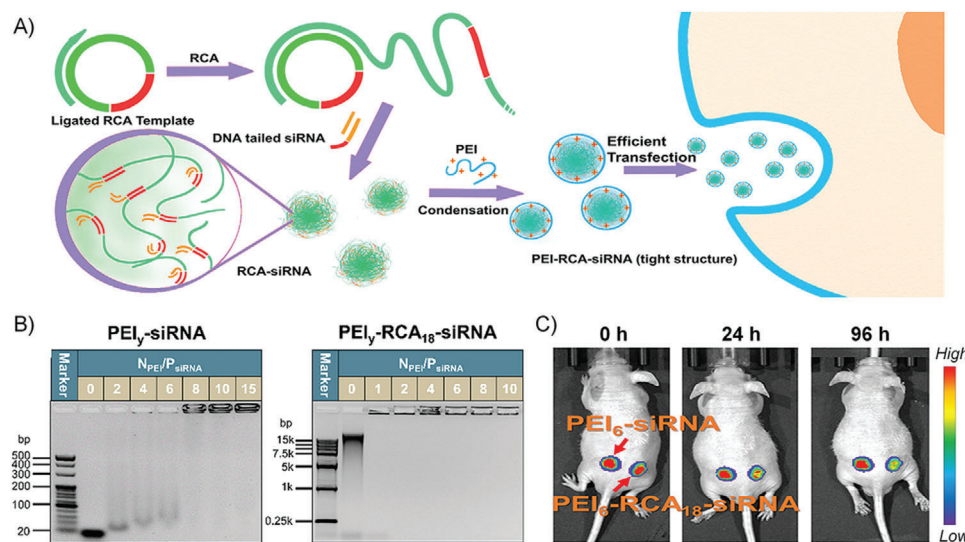 A)
RCA
Ligated RCA Template
DNA tailed siRNA
PEI
Condensation
Efficient
Transfection
RCA-siRNA
PEI-RCA-siRNA (tight structure)
B)
PEIy-siRNA
Marker
NPEI/PsiRNA
0 2 4 6 8 10 15
bp
500
400
300
200
100
20
PEIy-RCA18-siRNA
Marker
NPEI/PsiRNA
0 1 2 4 6 8 10
bp
15k
7.5k
5k
1k
0.25k
C)
0 h 24 h 96 h
PEI6-siRNA
PEI6-RCA18-siRNA
High
Low